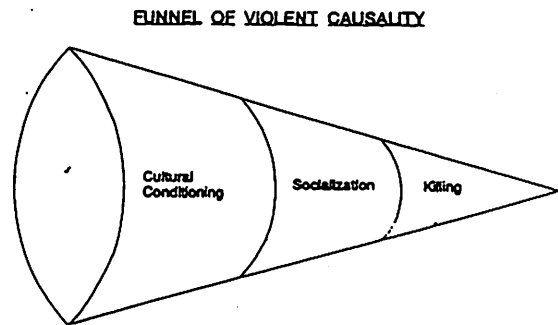 FUNNEL OF VIOLENT CAUSALITY
Cultural
Conditioning
Socialization
Killing